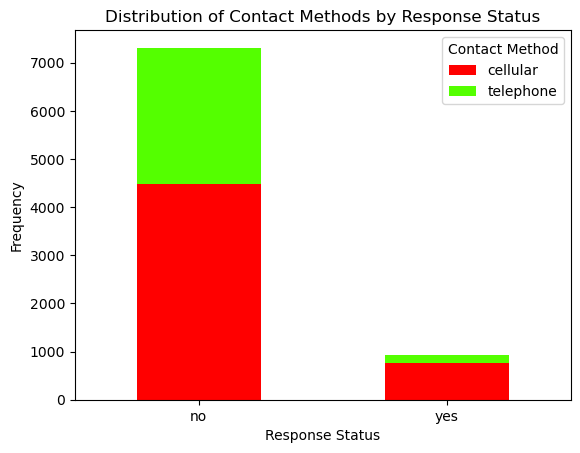 Distribution of Contact Methods by Response Status
Contact Method
cellular
telephone
7000
6000
5000
4000
3000
2000
1000
0
Frequency
no
yes
Response Status